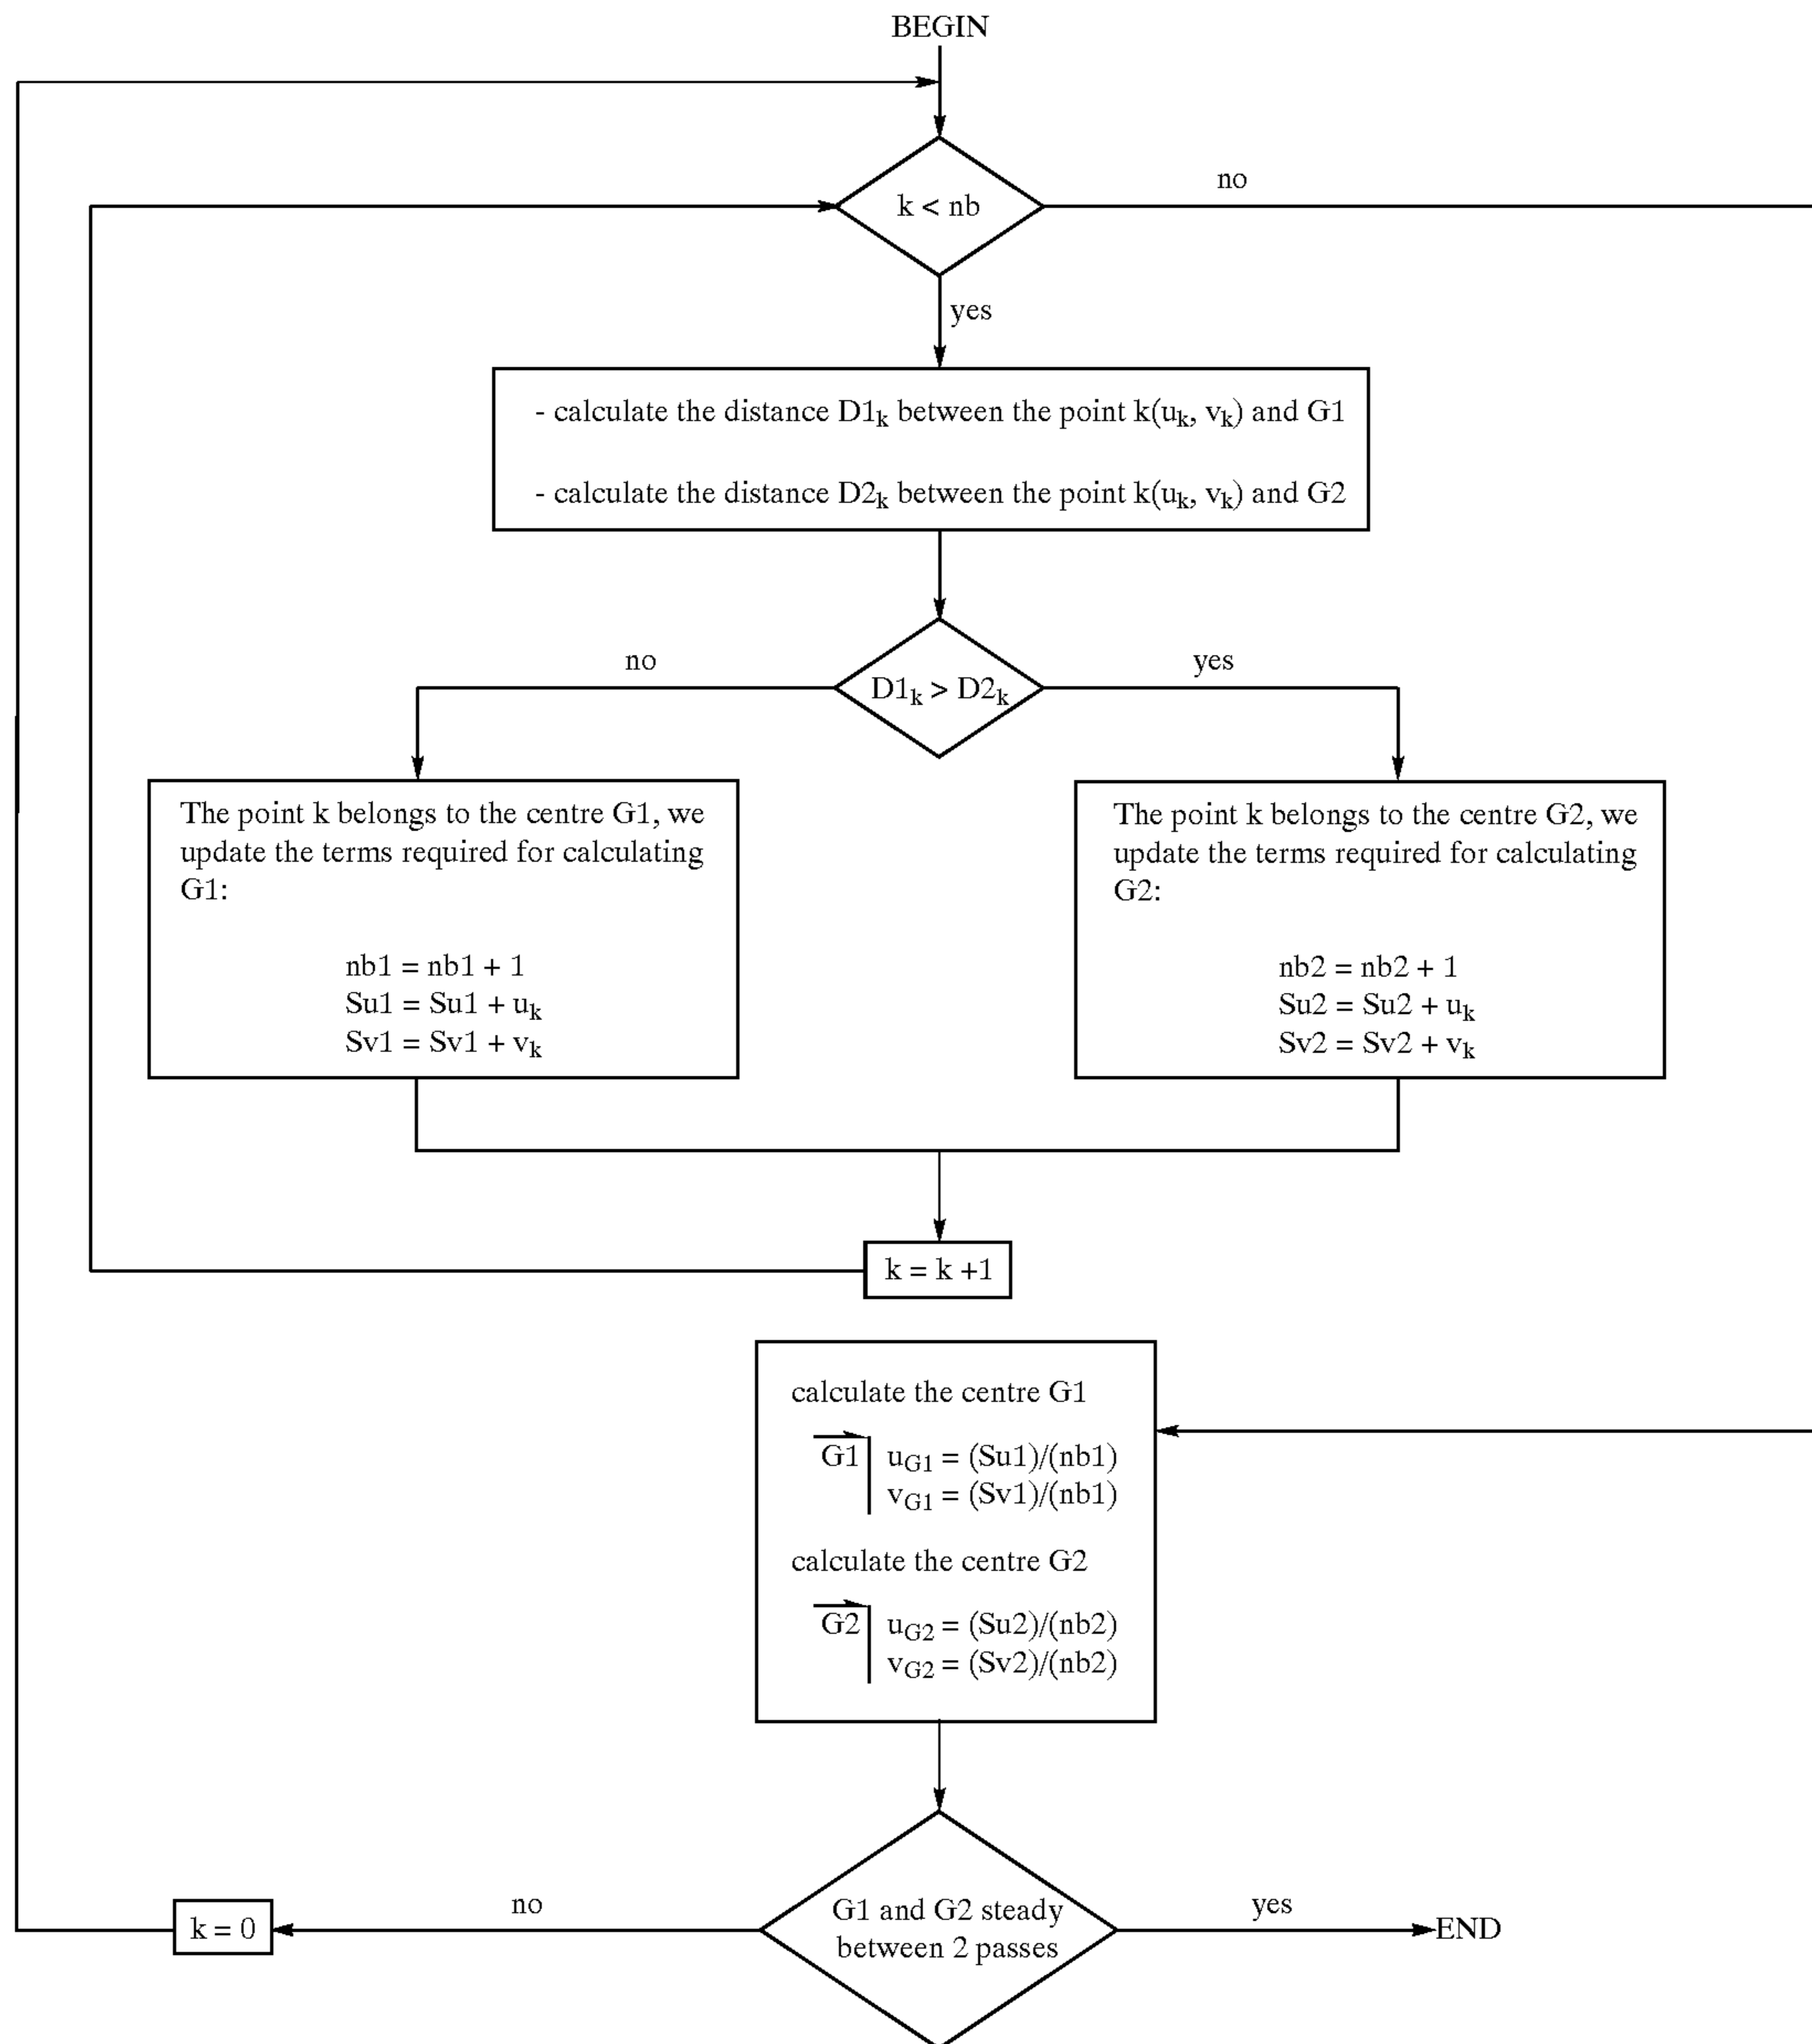 BEGIN
k < nb
no
yes
- calculate the distance D1k between the point k(uk, vk) and G1
- calculate the distance D2k between the point k(uk, vk) and G2
no
D1k > D2k
yes
The point k belongs to the centre G1, we
update the terms required for calculating
G1:
nb1 = nb1 + 1
Su1 = Su1 + uk
Sv1 = Sv1 + vk
The point k belongs to the centre G2, we
update the terms required for calculating
G2:
nb2 = nb2 + 1
Su2 = Su2 + uk
Sv2 = Sv2 + vk
k = k +1
calculate the centre G1
G1 uG1 = (Su1)/(nb1)
vG1 = (Sv1)/(nb1)
calculate the centre G2
G2 uG2 = (Su2)/(nb2)
vG2 = (Sv2)/(nb2)
k = 0
no
G1 and G2 steady
between 2 passes
yes
END